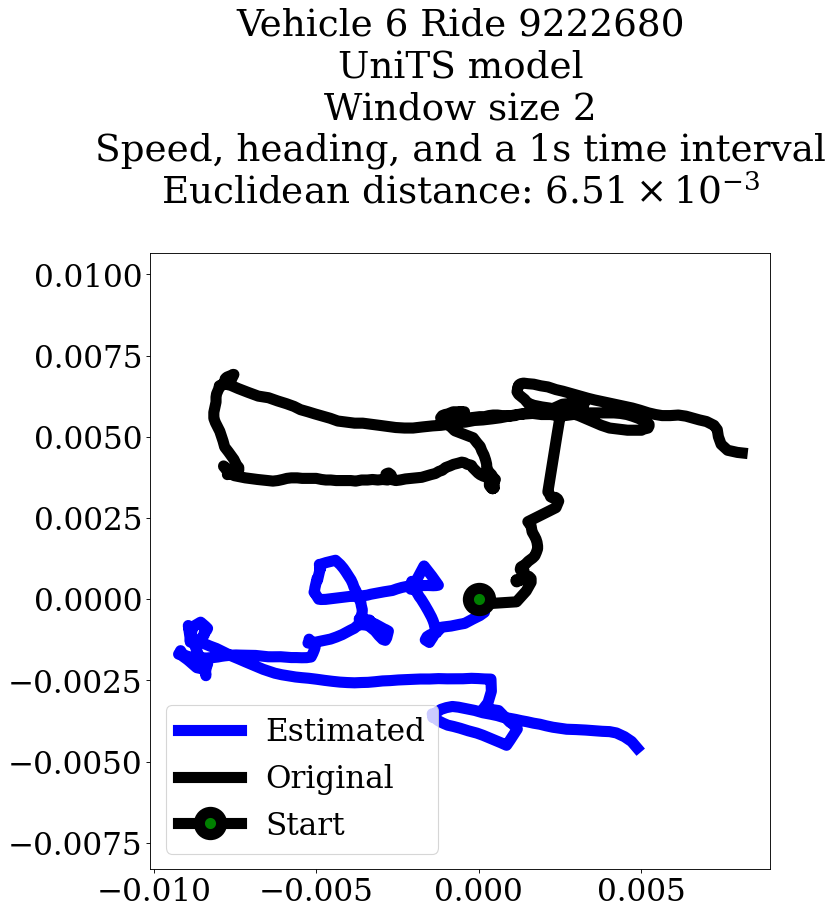 Vehicle 6 Ride 9222680
UniTS model
Window size 2
Speed, heading, and a 1s time interval
Euclidean distance: 6.51 × 10⁻³
0.0100
0.0075
0.0050
0.0025
0.0000
−0.0025
−0.0050
−0.0075
Estimated
Original
Start
−0.010
−0.005
0.000
0.005